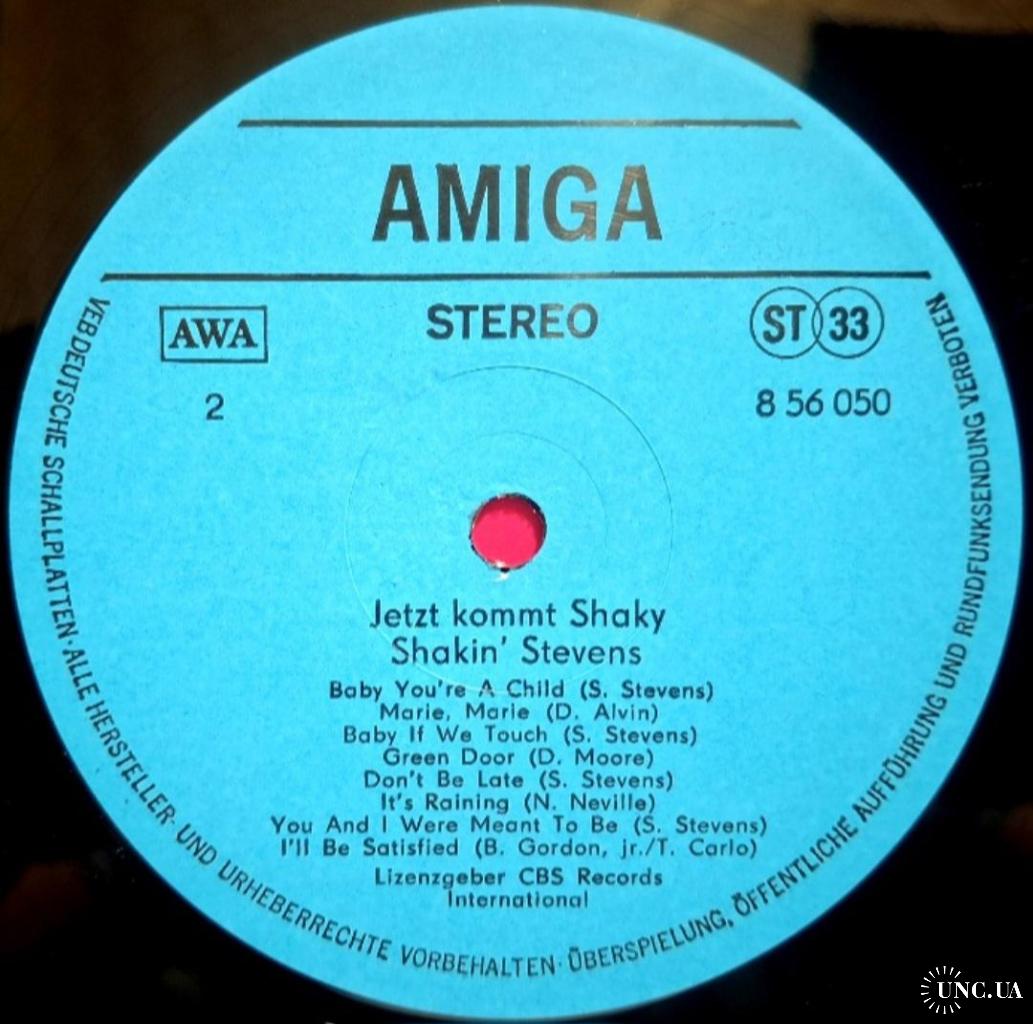 AMIGA
AWA
STEREO
ST 33
2
8 56 050
Jetzt kommt Shaky
Shakin' Stevens
Baby You're A Child (S. Stevens)
Marie, Marie (D. Alvin)
Baby If We Touch (S. Stevens)
Green Door (D. Moore)
Don't Be Late (S. Stevens)
It's Raining (N. Neville)
You And I Were Meant To Be (S. Stevens)
I'll Be Satisfied (B. Gordon, jr./T. Carlo)
Lizenzgeber CBS Records
International
VEB DEUTSCHE SCHALLPLATTEN · ALLE HERSTELLER- UND URHEBERRECHTE VORBEHALTEN · ÜBERSPIELUNG, ÖFFENTLICHE AUFFÜHRUNG UND RUNDFUNKSENDUNG VERBOTEN
UNC.UA